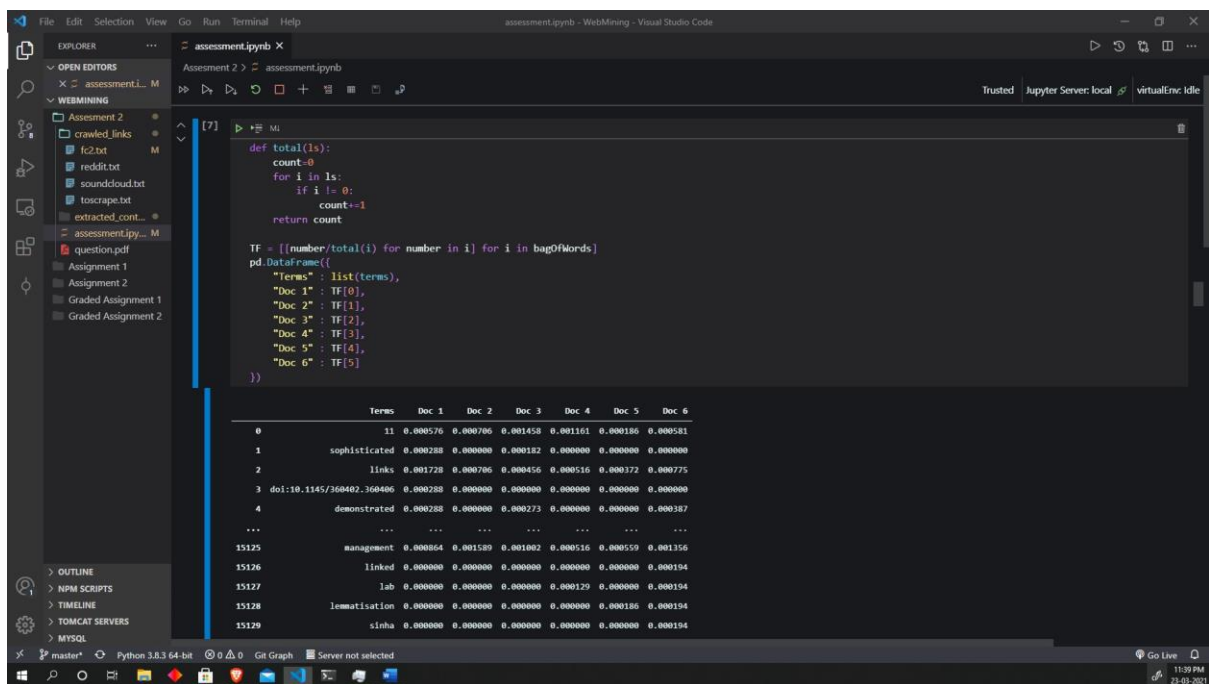 File Edit Selection View Go Run Terminal Help
assessment.ipynb - WebMining - Visual Studio Code
EXPLORER
assessment.ipynb
OPEN EDITORS
assessment.i... M
WEBMINING
Assesment 2
crawled_links
fc2.txt M
reddit.txt
soundcloud.txt
toscrape.txt
extracted_cont...
assessment.ipy... M
question.pdf
Assignment 1
Assignment 2
Graded Assignment 1
Graded Assignment 2
OUTLINE
NPM SCRIPTS
TIMELINE
TOMCAT SERVERS
MYSQL
Assesment 2 > assessment.ipynb
Trusted Jupyter Server: local virtualEnv: Idle
[7]
M↓
def total(ls):
count=0
for i in ls:
if i != 0:
count+=1
return count
TF = [[number/total(i) for number in i] for i in bagOfWords]
pd.DataFrame({
"Terms" : list(terms),
"Doc 1" : TF[0],
"Doc 2" : TF[1],
"Doc 3" : TF[2],
"Doc 4" : TF[3],
"Doc 5" : TF[4],
"Doc 6" : TF[5]
})
Terms Doc 1 Doc 2 Doc 3 Doc 4 Doc 5 Doc 6
0 11 0.000576 0.000706 0.001458 0.001161 0.000186 0.000581
1 sophisticated 0.000288 0.000000 0.000182 0.000000 0.000000 0.000000
2 links 0.001728 0.000706 0.000456 0.000516 0.000372 0.000775
3 doi:10.1145/360402.360406 0.000288 0.000000 0.000000 0.000000 0.000000 0.000000
4 demonstrated 0.000288 0.000000 0.000273 0.000000 0.000000 0.000387
... ... ... ... ... ... ... ...
15125 management 0.000864 0.001589 0.001002 0.000516 0.000559 0.001356
15126 linked 0.000000 0.000000 0.000000 0.000000 0.000000 0.000194
15127 lab 0.000000 0.000000 0.000000 0.000129 0.000000 0.000194
15128 lemmatisation 0.000000 0.000000 0.000000 0.000000 0.000186 0.000194
15129 sinha 0.000000 0.000000 0.000000 0.000000 0.000000 0.000194
master* Python 3.8.3 64-bit 0 0 Git Graph Server not selected Go Live
11:39 PM
23-03-2021